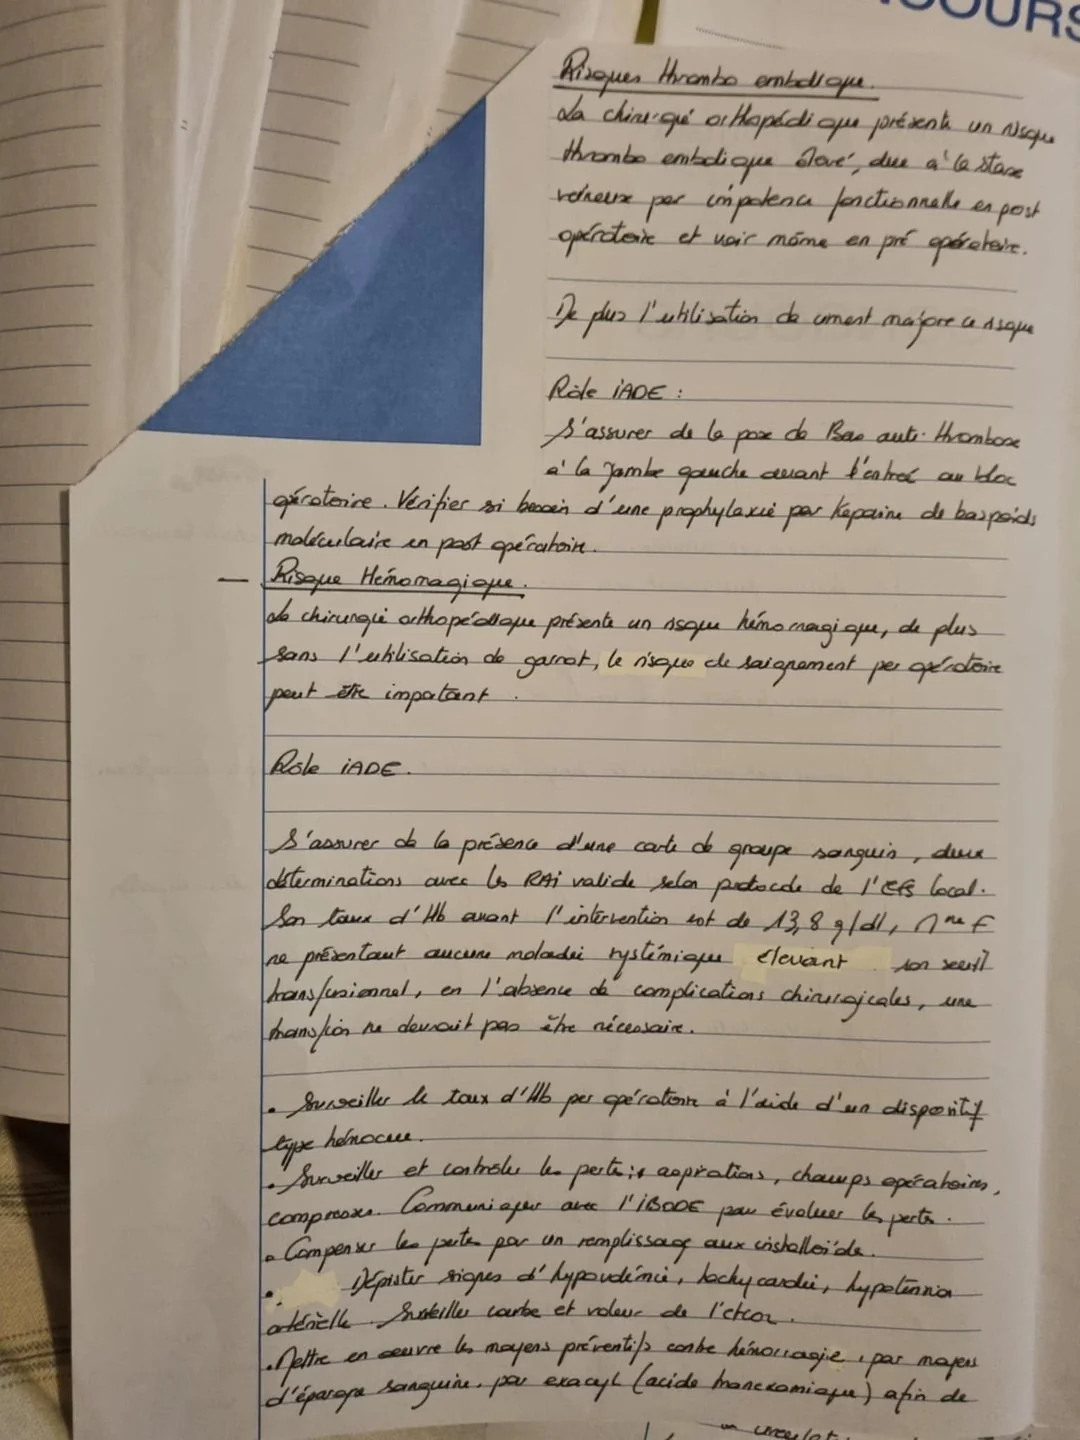 COURS
Risques thrombo embolique.
La chirurgie orthopédique présente un risque
thrombo embolique élevé, due à la stase
veineuse par impotence fonctionnelle en post
opératoire et voir même en pré opératoire.
De plus l'utilisation de ciment majore ce risque
Rôle iADE :
S'assurer de la pose de Bas anti-thrombose
à la jambe gauche avant l'entrée au bloc
opératoire. Vérifier si besoin d'une prophylaxie par héparine de bas poids
moléculaire en post opératoire.
— Risque Hémorragique.
La chirurgie orthopédique présente un risque hémorragique, de plus
sans l'utilisation de garrot, le risque de saignement per opératoire
peut être important.
Rôle iADE.
S'assurer de la présence d'une carte de groupe sanguin, deux
déterminations avec les RAi valide selon protocole de l'EFS local.
Son taux d'Hb avant l'intervention est de 13,8 g/dl, Mme F
ne présentant aucune maladie systémique élevant son seuil
transfusionnel, en l'absence de complications chirurgicales, une
transfion ne devrait pas être nécessaire.
• Surveiller le taux d'Hb per opératoire à l'aide d'un dispositif
type hémocue.
• Surveiller et contrôler les pertes : aspirations, champs opératoires,
compresses. Communiquer avec l'iBODE pour évaluer les pertes.
• Compenser les pertes par un remplissage aux cristalloïde.
• Dépister signes d'hypovolémie, tachycardie, hypotension
artérielle. Surveiller courbe et valeur de l'etco2.
• Mettre en œuvre les moyens préventifs contre hémorragie, par moyens
d'épargne sanguine, par exacyl (acide tranexamique) afin de